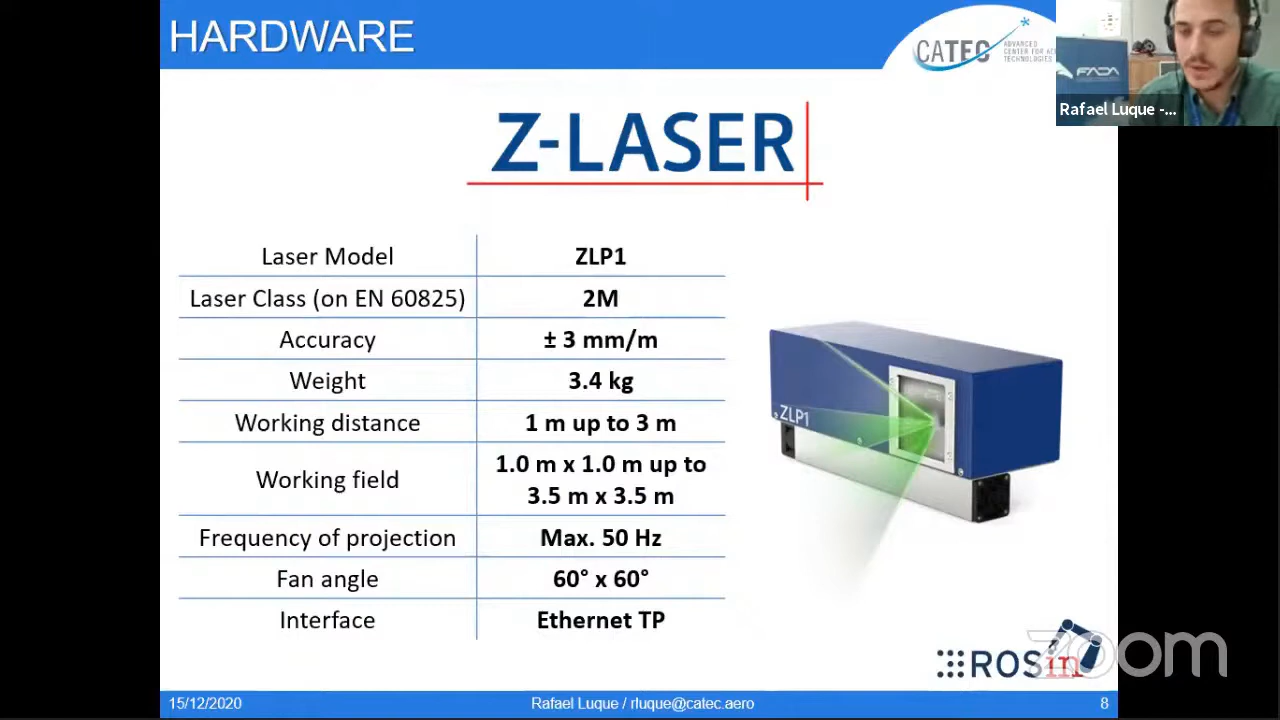 HARDWARE
CATEC
ADVANCED
CENTER FOR AE
TECHNOLOGIES
FADA
Rafael Luque -...
Z-LASER
Laser Model ZLP1
Laser Class (on EN 60825) 2M
Accuracy ± 3 mm/m
Weight 3.4 kg
Working distance 1 m up to 3 m
Working field 1.0 m x 1.0 m up to
3.5 m x 3.5 m
Frequency of projection Max. 50 Hz
Fan angle 60° x 60°
Interface Ethernet TP
ZLP1
ROSin
zoom
15/12/2020 Rafael Luque / rluque@catec.aero 8